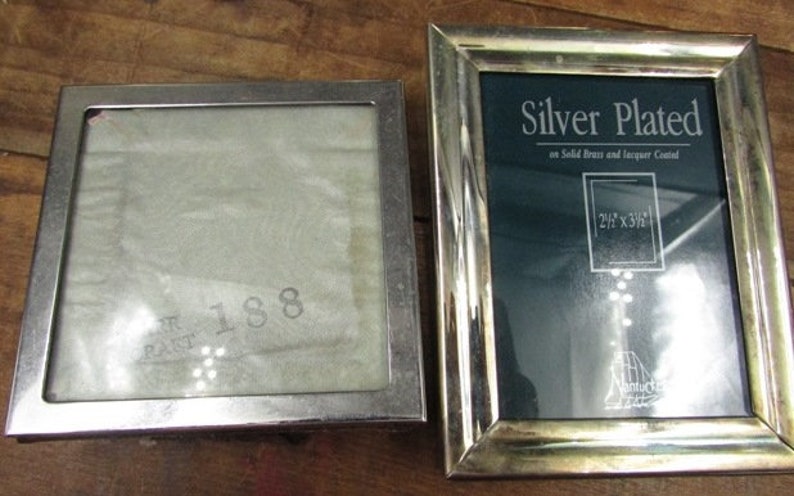 188
Silver Plated
on Solid Brass and lacquer Coated
2½" x 3½"